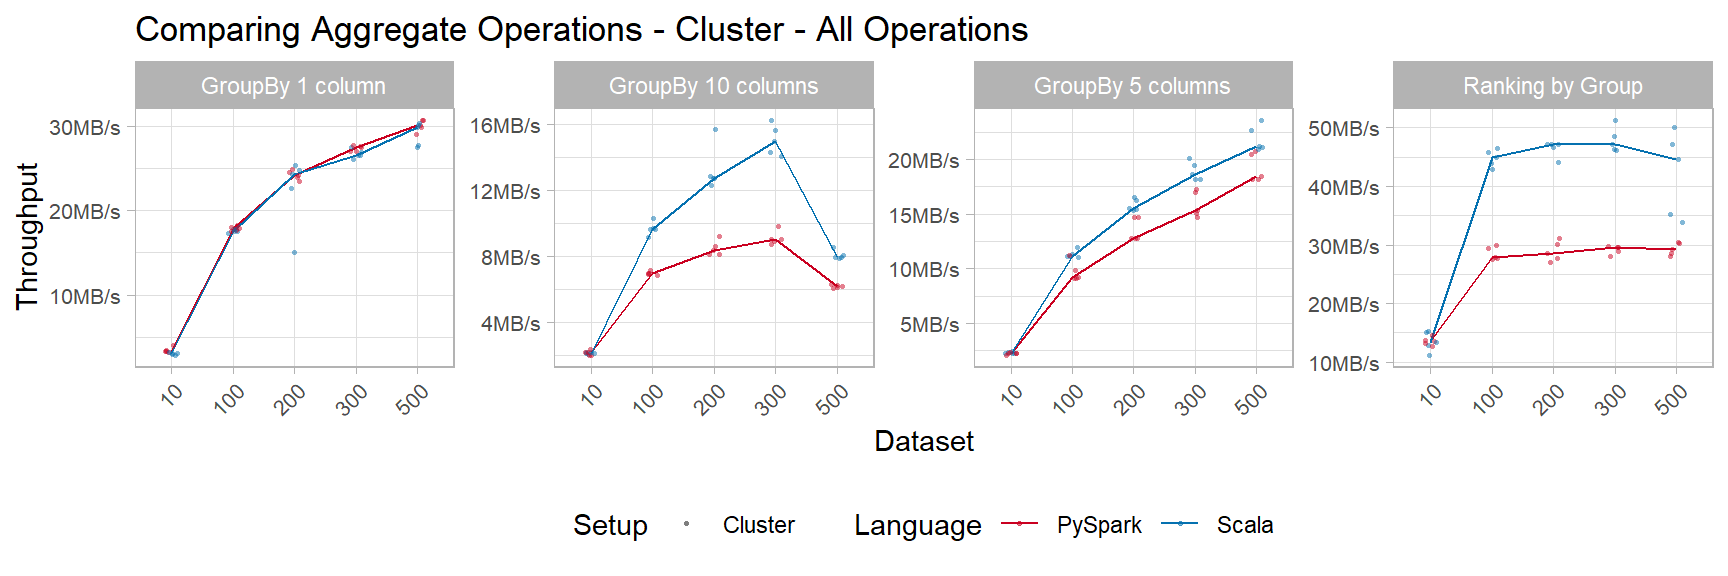 Comparing Aggregate Operations - Cluster - All Operations
GroupBy 1 column
GroupBy 10 columns
GroupBy 5 columns
Ranking by Group
Throughput
30MB/s
20MB/s
10MB/s
16MB/s
12MB/s
8MB/s
4MB/s
20MB/s
15MB/s
10MB/s
5MB/s
50MB/s
40MB/s
30MB/s
20MB/s
10MB/s
10 100 200 300 500
10 100 200 300 500
10 100 200 300 500
10 100 200 300 500
Dataset
Setup Cluster Language PySpark Scala